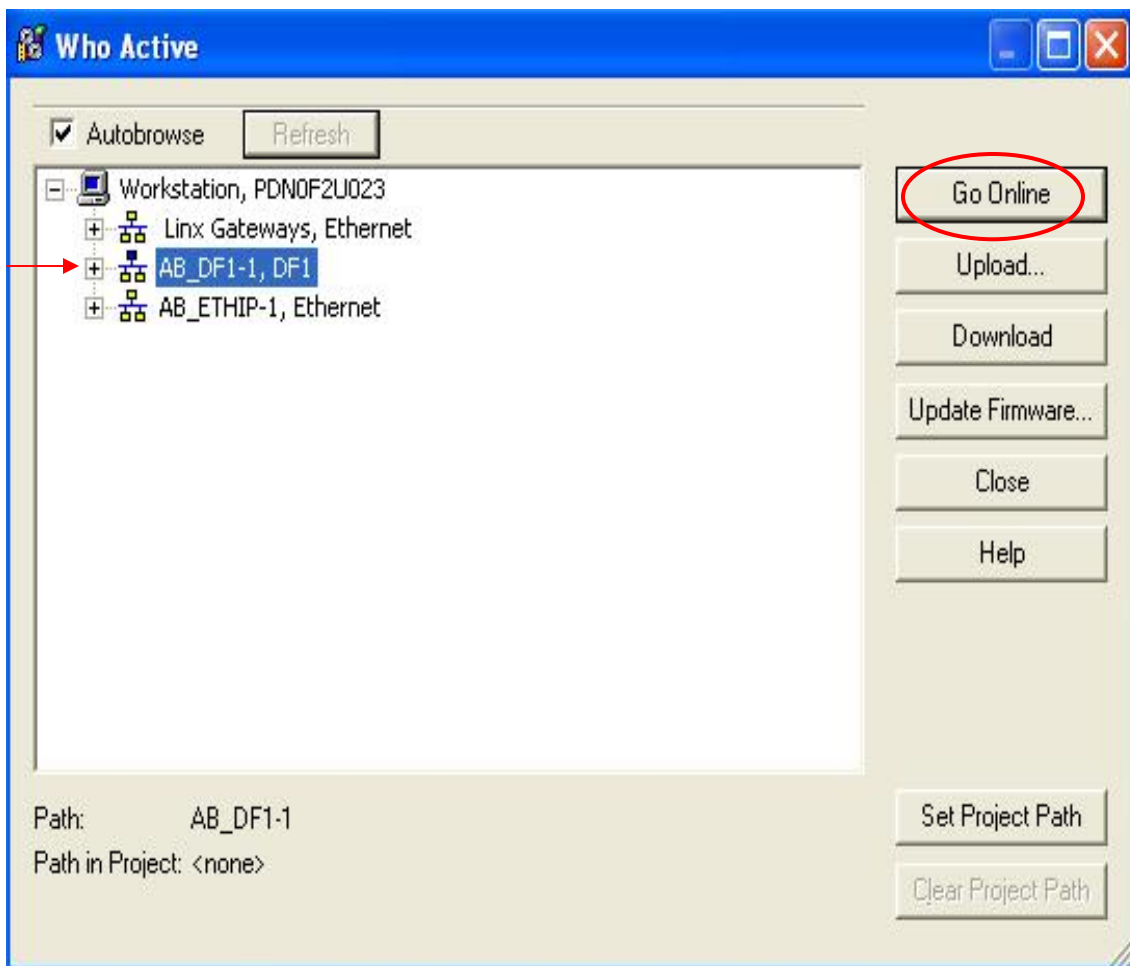 Who Active
Autobrowse
Refresh
Workstation, PDN0F2U023
Linx Gateways, Ethernet
AB_DF1-1, DF1
AB_ETHIP-1, Ethernet
Go Online
Upload...
Download
Update Firmware...
Close
Help
Path: AB_DF1-1
Path in Project: <none>
Set Project Path
Clear Project Path